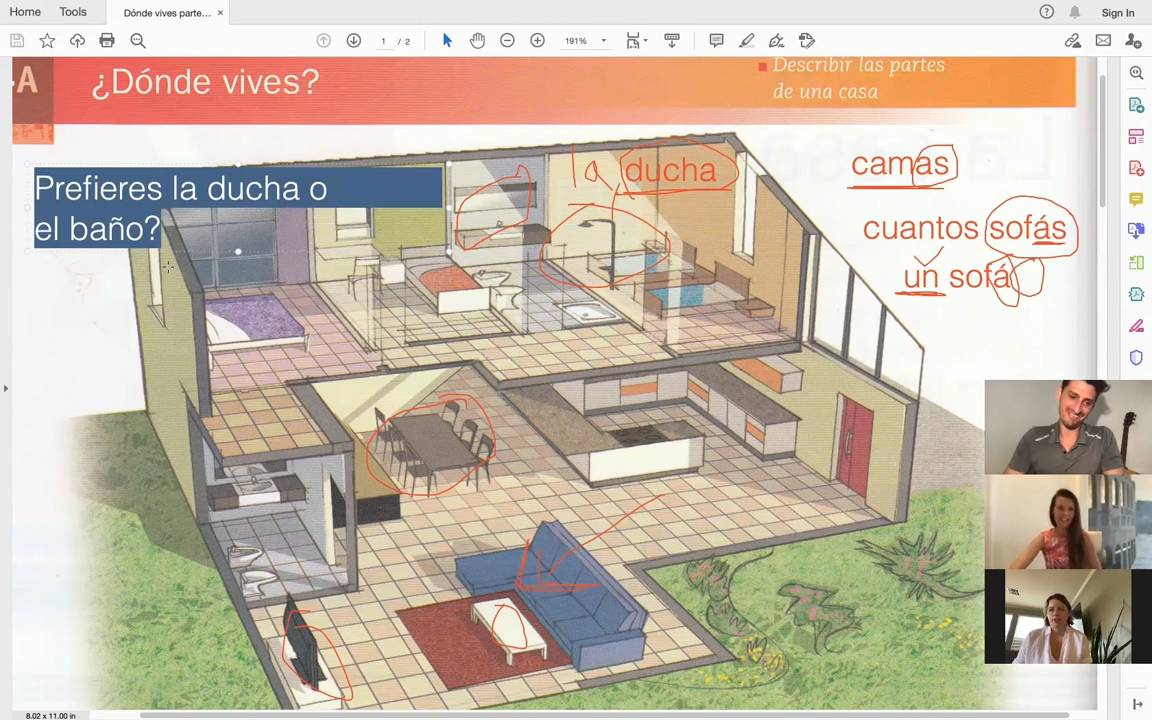 Home
Tools
Dónde vives parte...
×
Sign In
1 / 2
191%
-A
¿Dónde vives?
Describir las partes
de una casa
Prefieres la ducha o
el baño?
la ducha
camas
cuantos sofás
un sofá
8.02 x 11.00 in